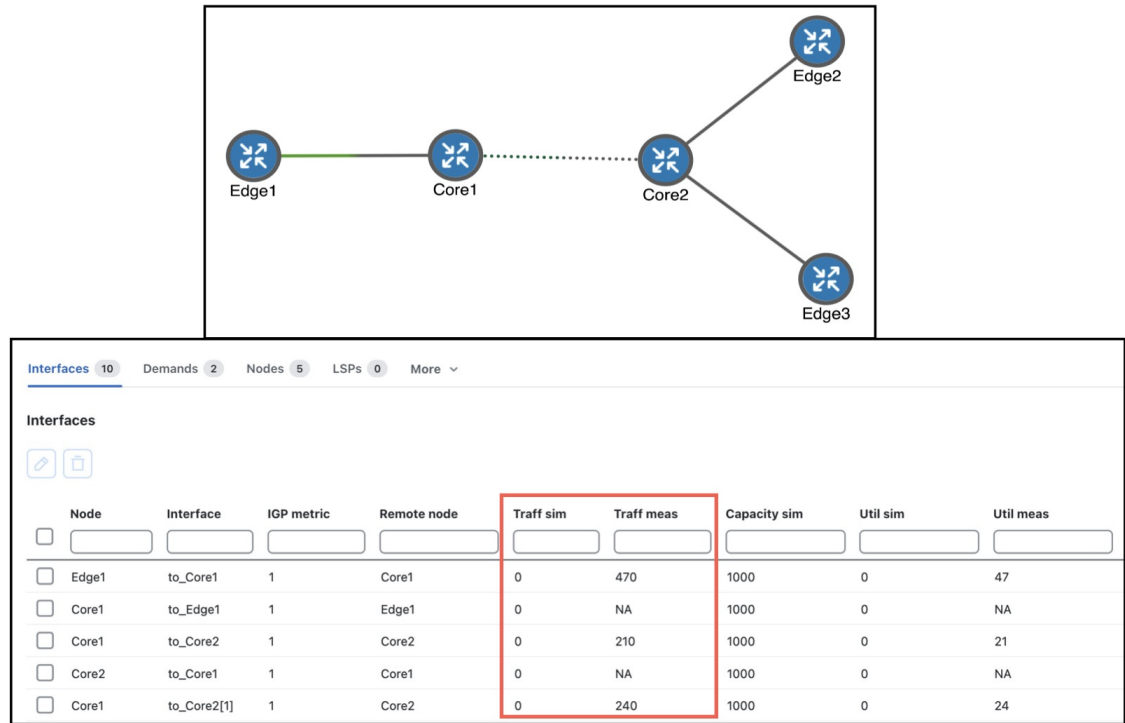 Edge2
Edge1
Core1
Core2
Edge3
Interfaces 10 Demands 2 Nodes 5 LSPs 0 More
Interfaces
Node Interface IGP metric Remote node Traff sim Traff meas Capacity sim Util sim Util meas
Edge1 to_Core1 1 Core1 0 470 1000 0 47
Core1 to_Edge1 1 Edge1 0 NA 1000 0 NA
Core1 to_Core2 1 Core2 0 210 1000 0 21
Core2 to_Core1 1 Core1 0 NA 1000 0 NA
Core1 to_Core2[1] 1 Core2 0 240 1000 0 24